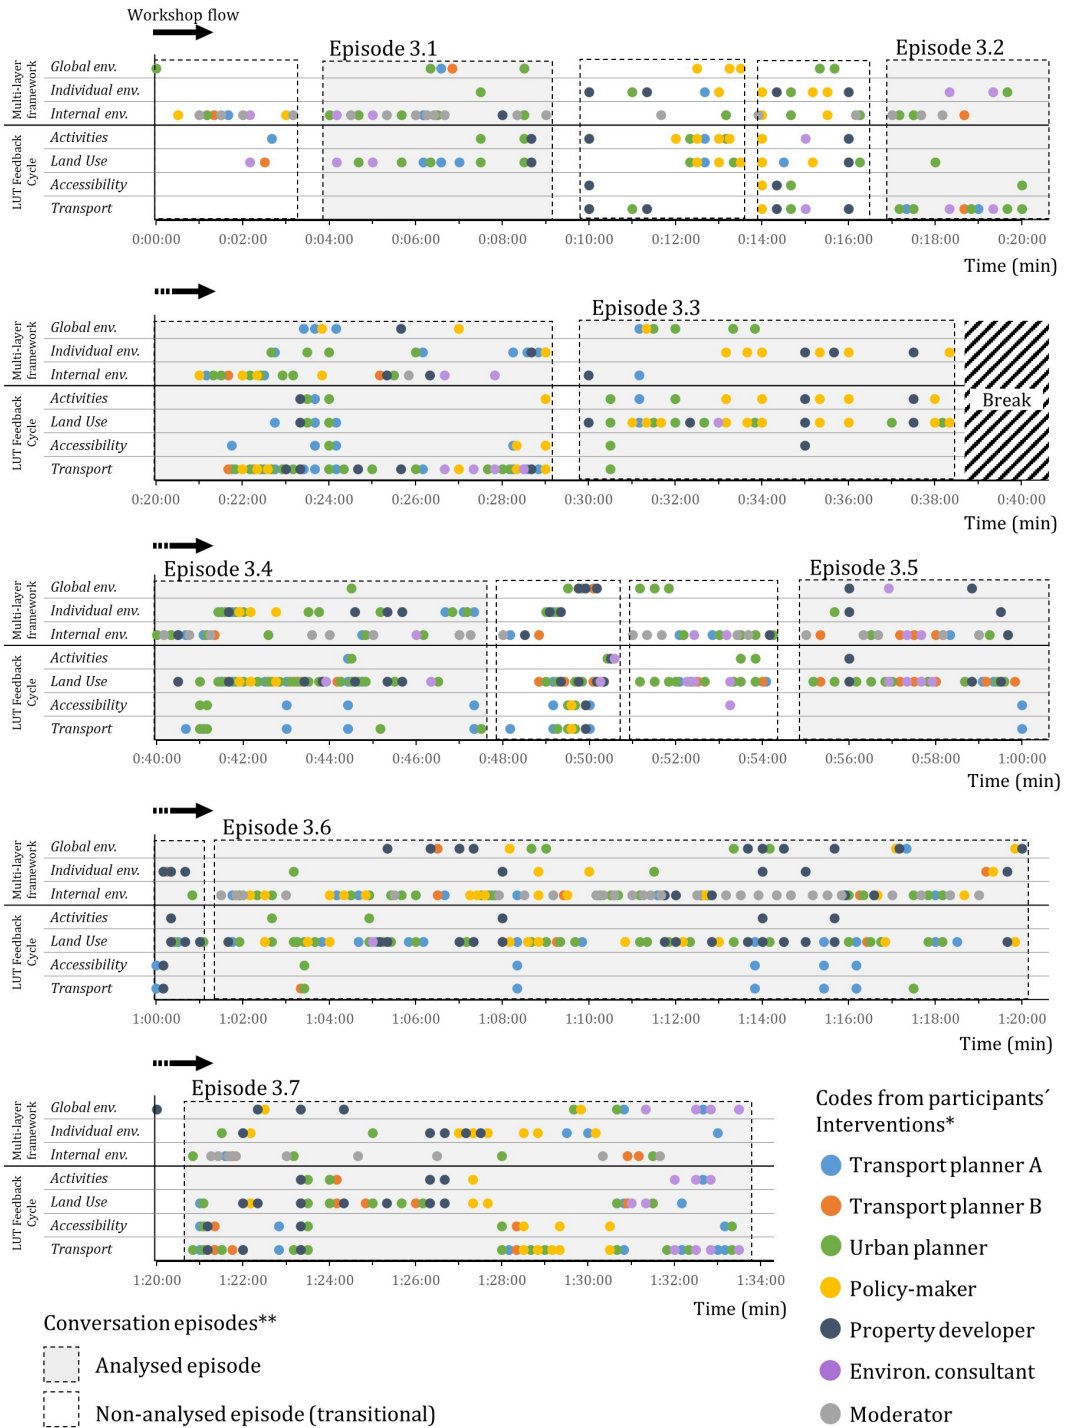 Workshop flow
Episode 3.1
Episode 3.2
Multi-layer
framework
LUT Feedback
Cycle
Global env.
Individual env.
Internal env.
Activities
Land Use
Accessibility
Transport
0:00:00 0:02:00 0:04:00 0:06:00 0:08:00 0:10:00 0:12:00 0:14:00 0:16:00 0:18:00 0:20:00
Time (min)
Episode 3.3
Multi-layer
framework
LUT Feedback
Cycle
Global env.
Individual env.
Internal env.
Activities
Land Use
Accessibility
Transport
Break
0:20:00 0:22:00 0:24:00 0:26:00 0:28:00 0:30:00 0:32:00 0:34:00 0:36:00 0:38:00 0:40:00
Time (min)
Episode 3.4
Episode 3.5
Multi-layer
framework
LUT Feedback
Cycle
Global env.
Individual env.
Internal env.
Activities
Land Use
Accessibility
Transport
0:40:00 0:42:00 0:44:00 0:46:00 0:48:00 0:50:00 0:52:00 0:54:00 0:56:00 0:58:00 1:00:00
Time (min)
Episode 3.6
Multi-layer
framework
LUT Feedback
Cycle
Global env.
Individual env.
Internal env.
Activities
Land Use
Accessibility
Transport
1:00:00 1:02:00 1:04:00 1:06:00 1:08:00 1:10:00 1:12:00 1:14:00 1:16:00 1:18:00 1:20:00
Time (min)
Episode 3.7
Multi-layer
framework
LUT Feedback
Cycle
Global env.
Individual env.
Internal env.
Activities
Land Use
Accessibility
Transport
1:20:00 1:22:00 1:24:00 1:26:00 1:28:00 1:30:00 1:32:00 1:34:00
Time (min)
Codes from participants´
Interventions*
Transport planner A
Transport planner B
Urban planner
Policy-maker
Property developer
Environ. consultant
Moderator
Conversation episodes**
Analysed episode
Non-analysed episode (transitional)